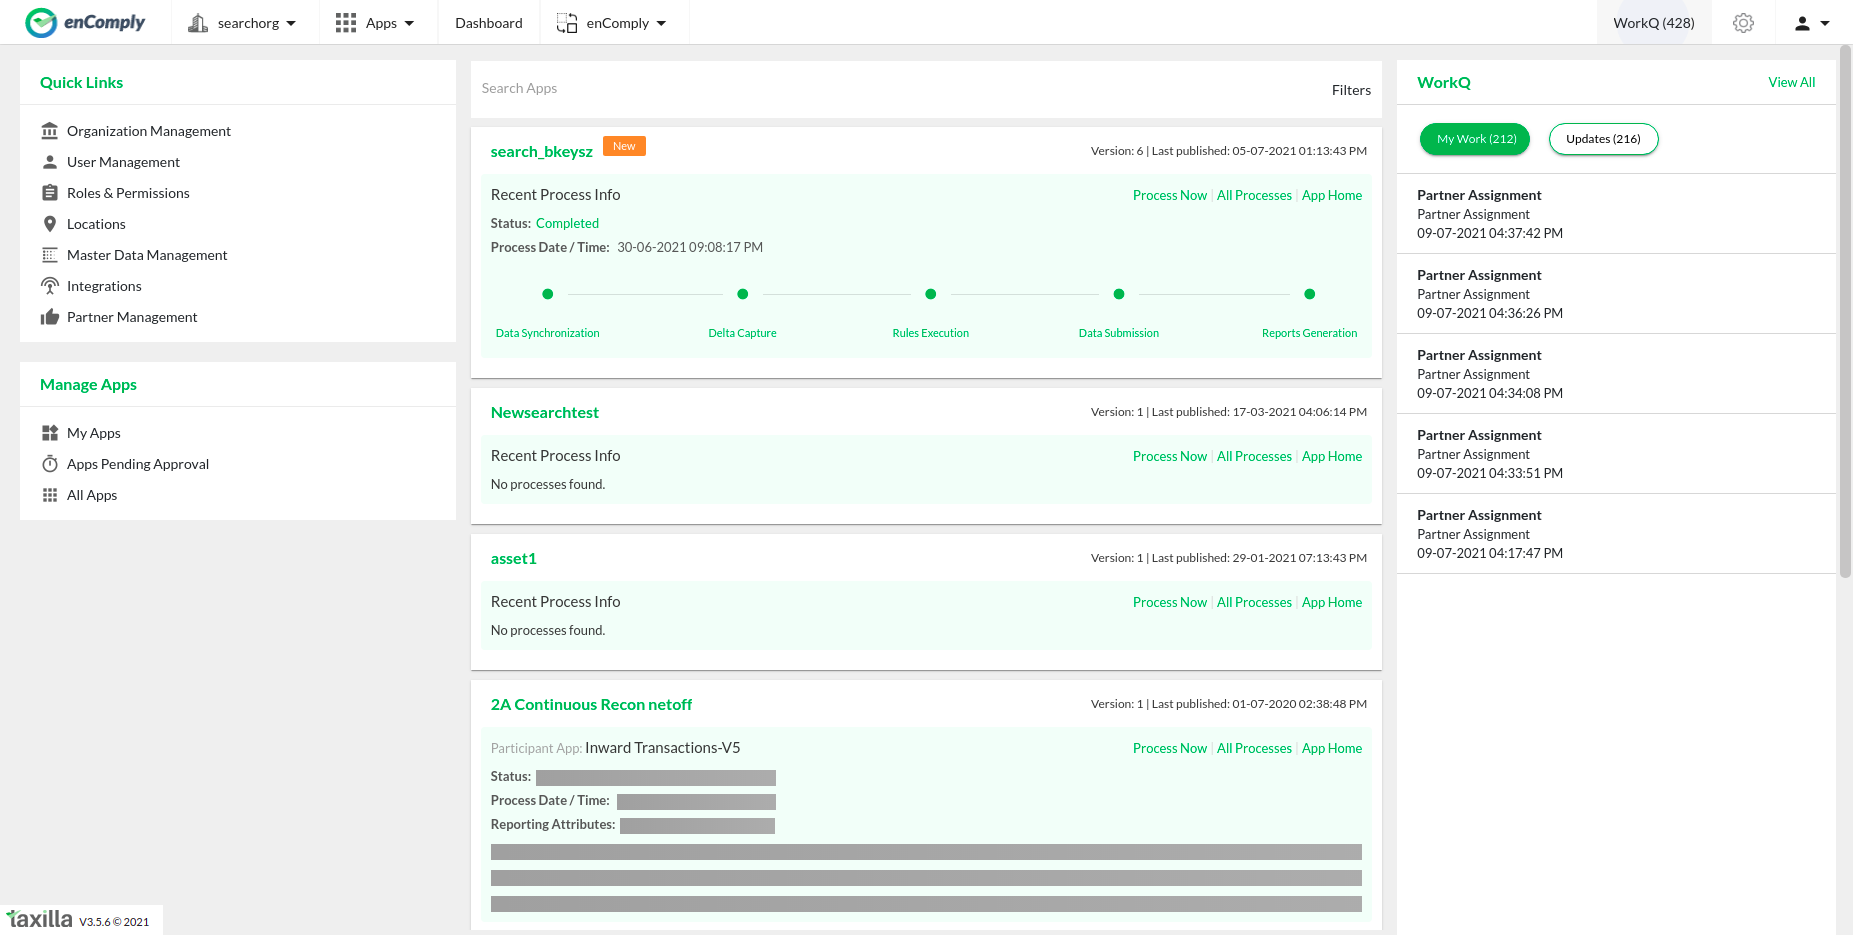 enComply
searchorg
Apps
Dashboard
enComply
WorkQ (428)
Quick Links
Organization Management
User Management
Roles & Permissions
Locations
Master Data Management
Integrations
Partner Management
Manage Apps
My Apps
Apps Pending Approval
All Apps
Search Apps
Filters
search_bkeysz
New
Version: 6 | Last published: 05-07-2021 01:13:43 PM
Recent Process Info
Process Now | All Processes | App Home
Status: Completed
Process Date / Time: 30-06-2021 09:08:17 PM
Data Synchronization
Delta Capture
Rules Execution
Data Submission
Reports Generation
Newsearchtest
Version: 1 | Last published: 17-03-2021 04:06:14 PM
Recent Process Info
Process Now | All Processes | App Home
No processes found.
asset1
Version: 1 | Last published: 29-01-2021 07:13:43 PM
Recent Process Info
Process Now | All Processes | App Home
No processes found.
2A Continuous Recon netoff
Version: 1 | Last published: 01-07-2020 02:38:48 PM
Participant App: Inward Transactions-V5
Process Now | All Processes | App Home
Status:
Process Date / Time:
Reporting Attributes:
WorkQ
View All
My Work (212)
Updates (216)
Partner Assignment
Partner Assignment
09-07-2021 04:37:42 PM
Partner Assignment
Partner Assignment
09-07-2021 04:36:26 PM
Partner Assignment
Partner Assignment
09-07-2021 04:34:08 PM
Partner Assignment
Partner Assignment
09-07-2021 04:33:51 PM
Partner Assignment
Partner Assignment
09-07-2021 04:17:47 PM
taxilla V3.5.6 © 2021